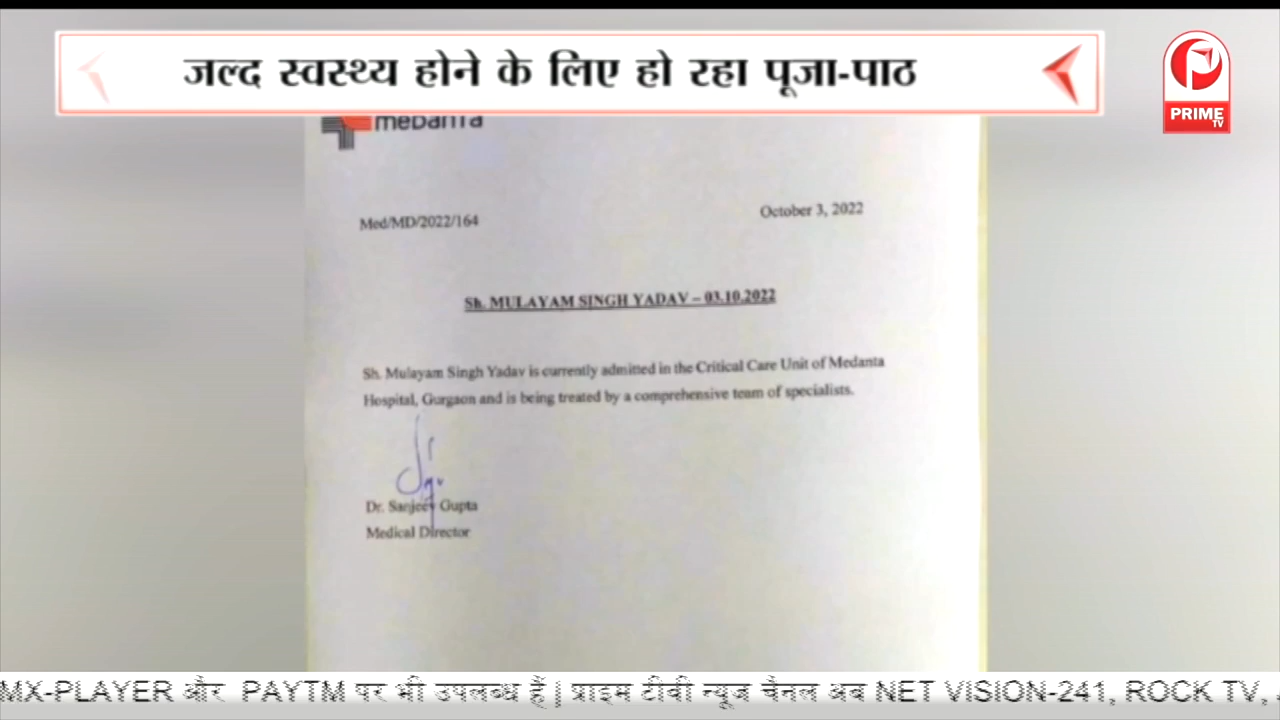 जल्द स्वस्थ्य होने के लिए हो रहा पूजा-पाठ
PRIME
TV
medanta
Med/MD/2022/164
October 3, 2022
Sh. MULAYAM SINGH YADAV – 03.10.2022
Sh. Mulayam Singh Yadav is currently admitted in the Critical Care Unit of Medanta
Hospital, Gurgaon and is being treated by a comprehensive team of specialists.
Dr. Sanjeev Gupta
Medical Director
MX-PLAYER और PAYTM पर भी उपलब्ध हैं | प्राइम टीवी न्यूज चैनल अब NET VISION-241, ROCK TV,